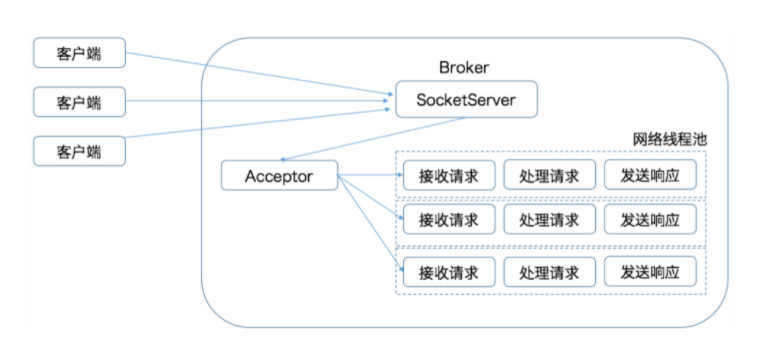 客户端
客户端
客户端
Broker
SocketServer
网络线程池
Acceptor
接收请求 处理请求 发送响应
接收请求 处理请求 发送响应
接收请求 处理请求 发送响应